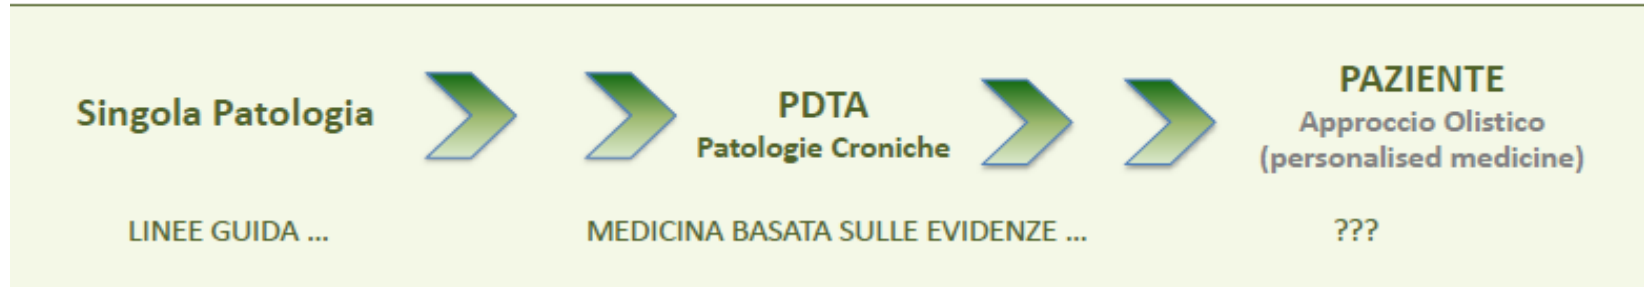 Singola Patologia
PDTA
Patologie Croniche
PAZIENTE
Approccio Olistico
(personalised medicine)
LINEE GUIDA ...
MEDICINA BASATA SULLE EVIDENZE ...
???